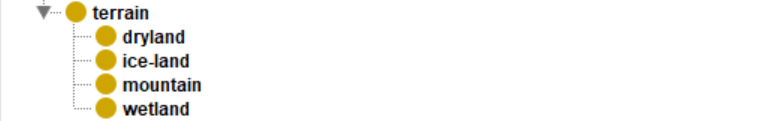 terrain
dryland
ice-land
mountain
wetland